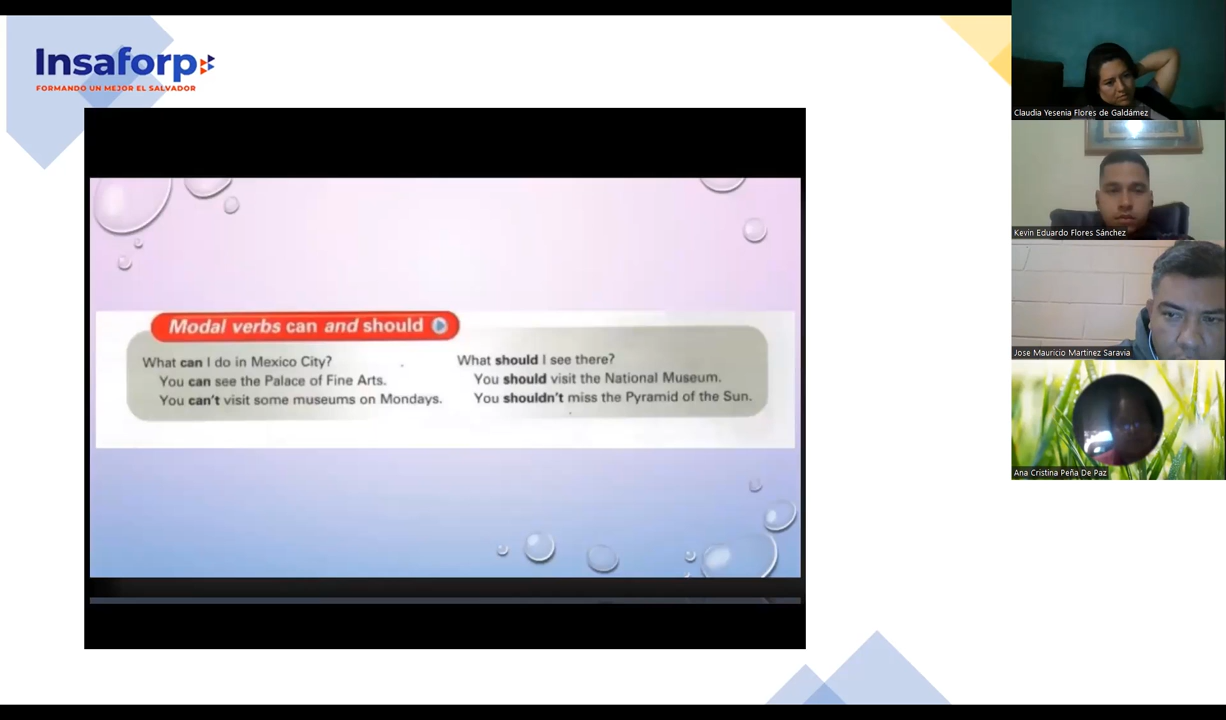 Insaforp
FORMANDO UN MEJOR EL SALVADOR
Modal verbs can and should
What can I do in Mexico City?
You can see the Palace of Fine Arts.
You can't visit some museums on Mondays.
What should I see there?
You should visit the National Museum.
You shouldn't miss the Pyramid of the Sun.
Claudia Yesenia Flores de Galdámez
Kevin Eduardo Flores Sánchez
Jose Mauricio Martinez Saravia
Ana Cristina Peña De Paz